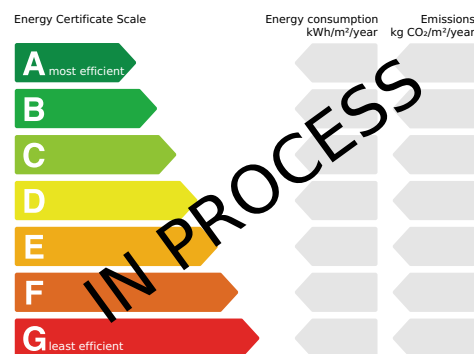 Energy Certificate Scale
Energy consumption
kWh/m²/year
Emissions
kg CO₂/m²/year
A most efficient
B
C
D
E
F
G least efficient
IN PROCESS